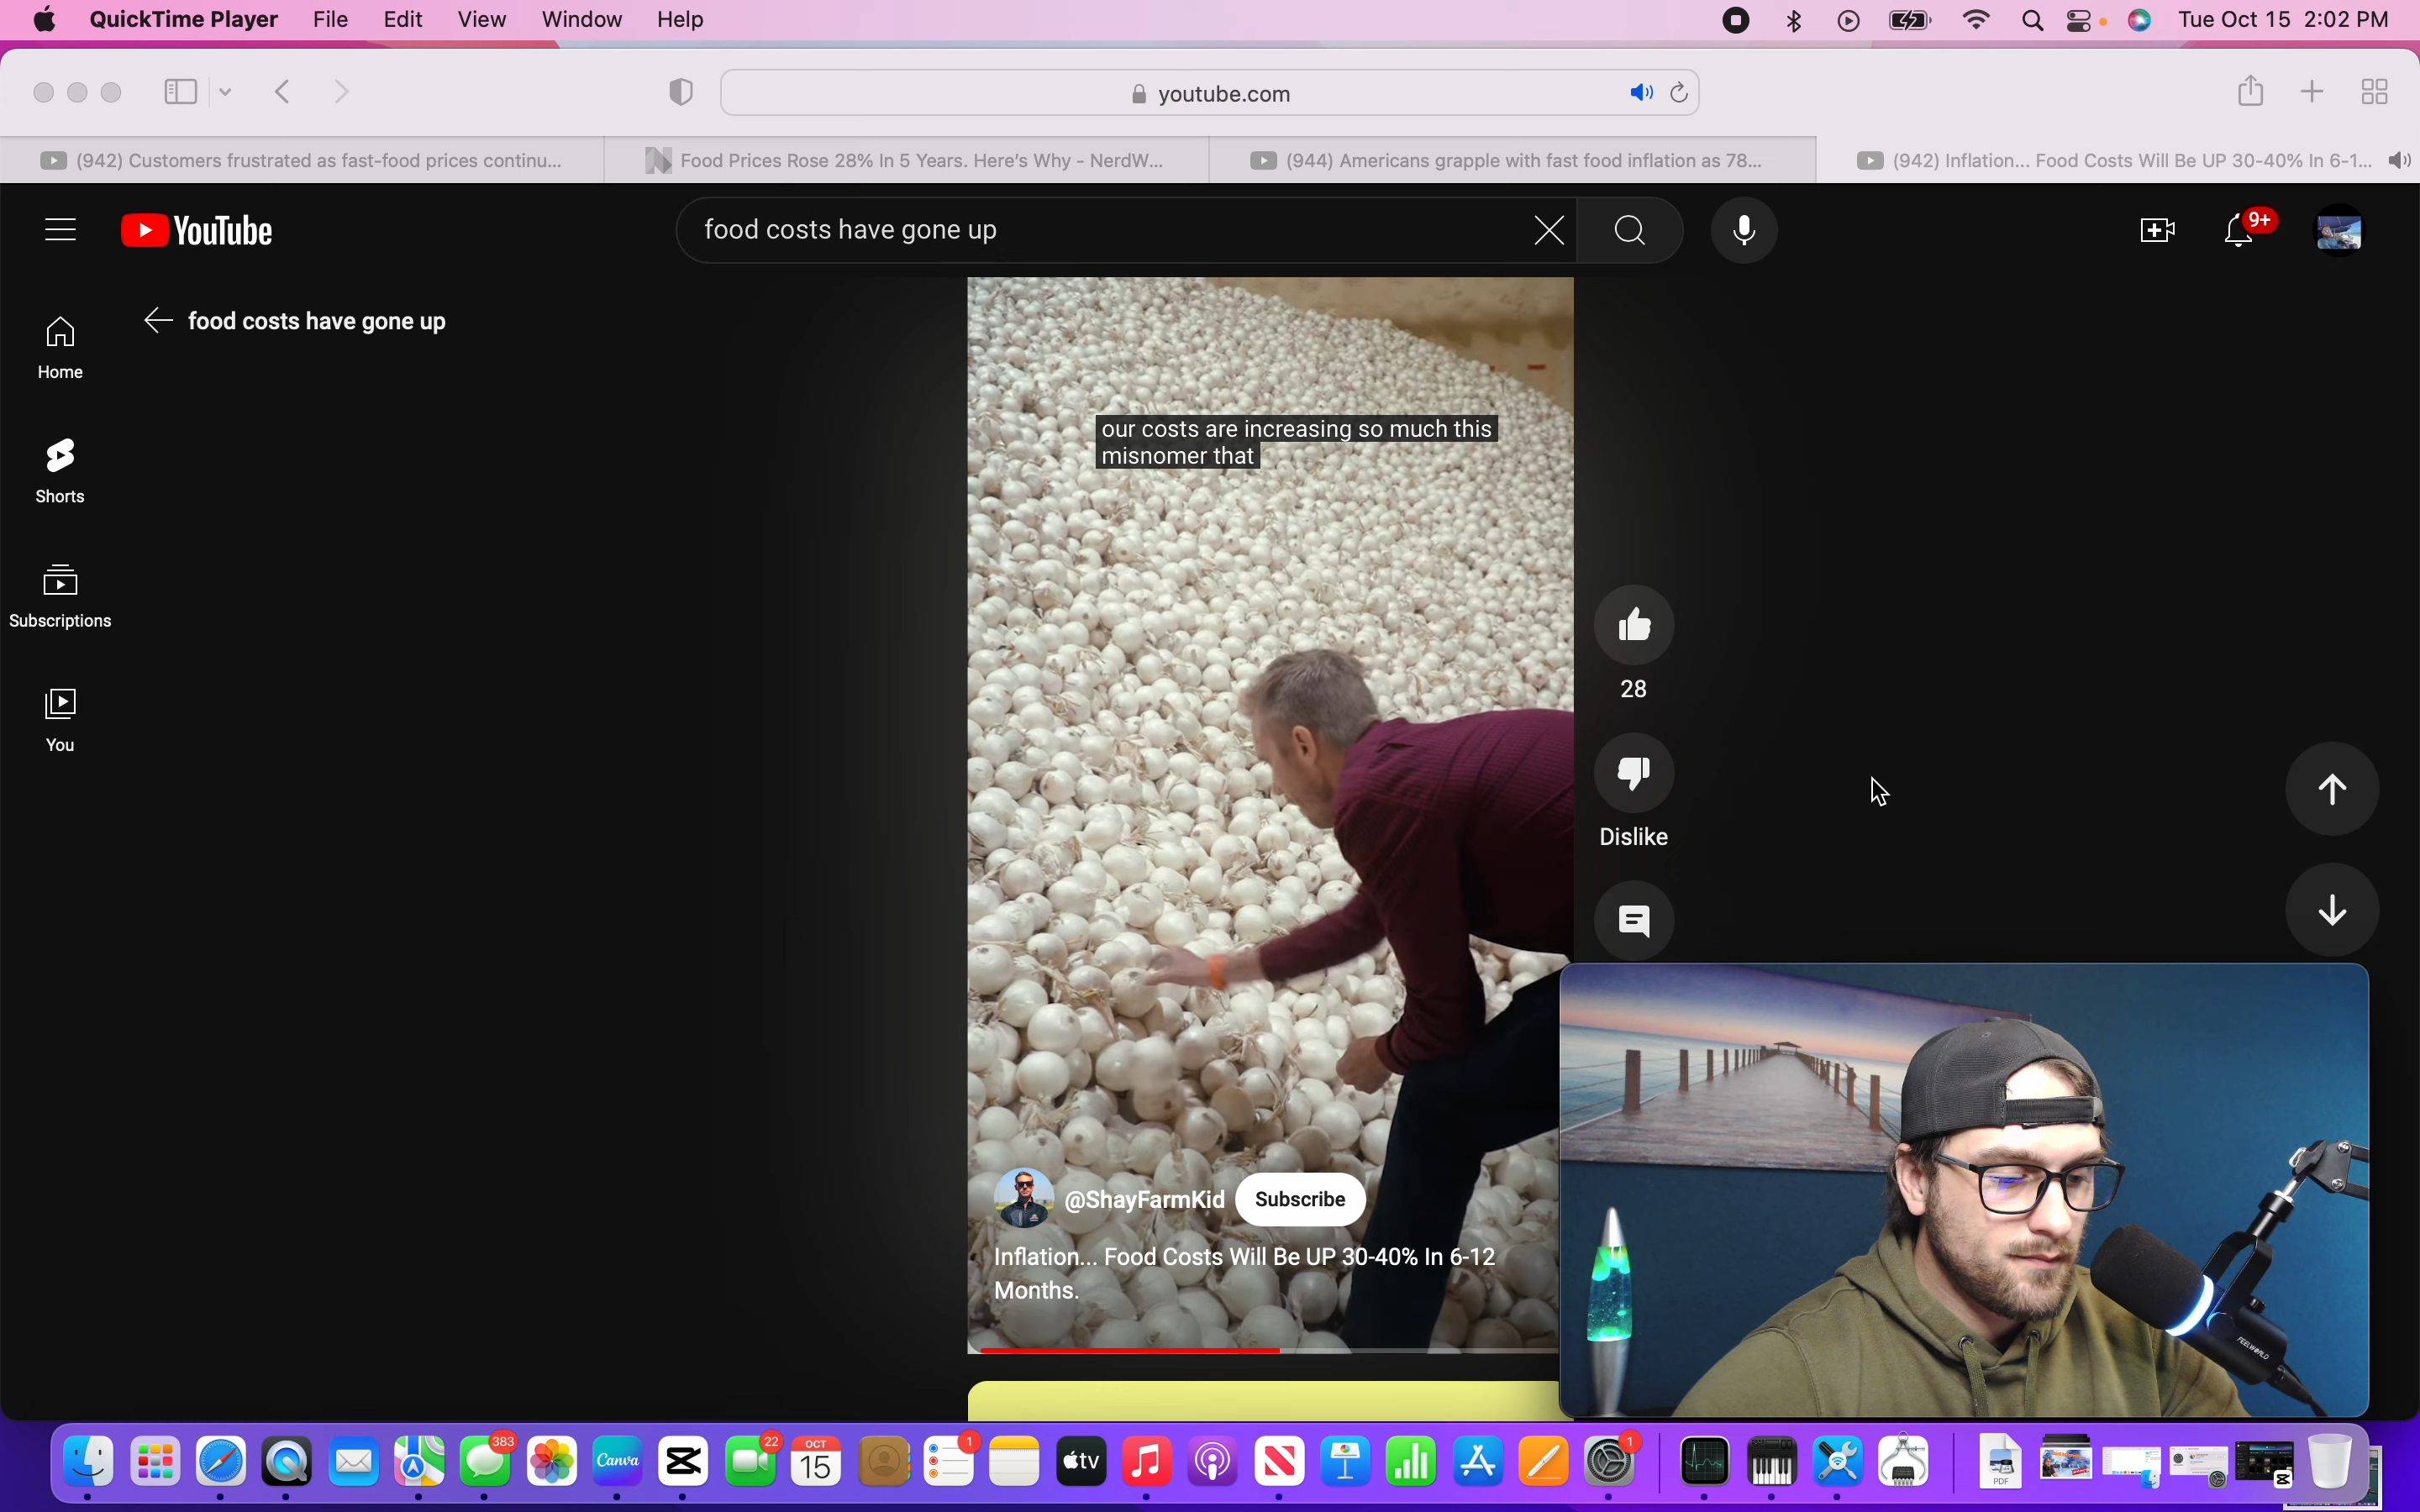 QuickTime Player File Edit View Window Help Tue Oct 15 2:02 PM
youtube.com
(942) Customers frustrated as fast-food prices continu... Food Prices Rose 28% In 5 Years. Here's Why - NerdW... (944) Americans grapple with fast food inflation as 78... (942) Inflation... Food Costs Will Be UP 30-40% In 6-1...
YouTube food costs have gone up 9+
food costs have gone up
Home
Shorts
Subscriptions
You
our costs are increasing so much this
misnomer that
28
Dislike
@ShayFarmKid Subscribe
Inflation... Food Costs Will Be UP 30-40% In 6-12
Months.
FEELWORLD
383 Canva 22 OCT 15 1 tv 1 PDF